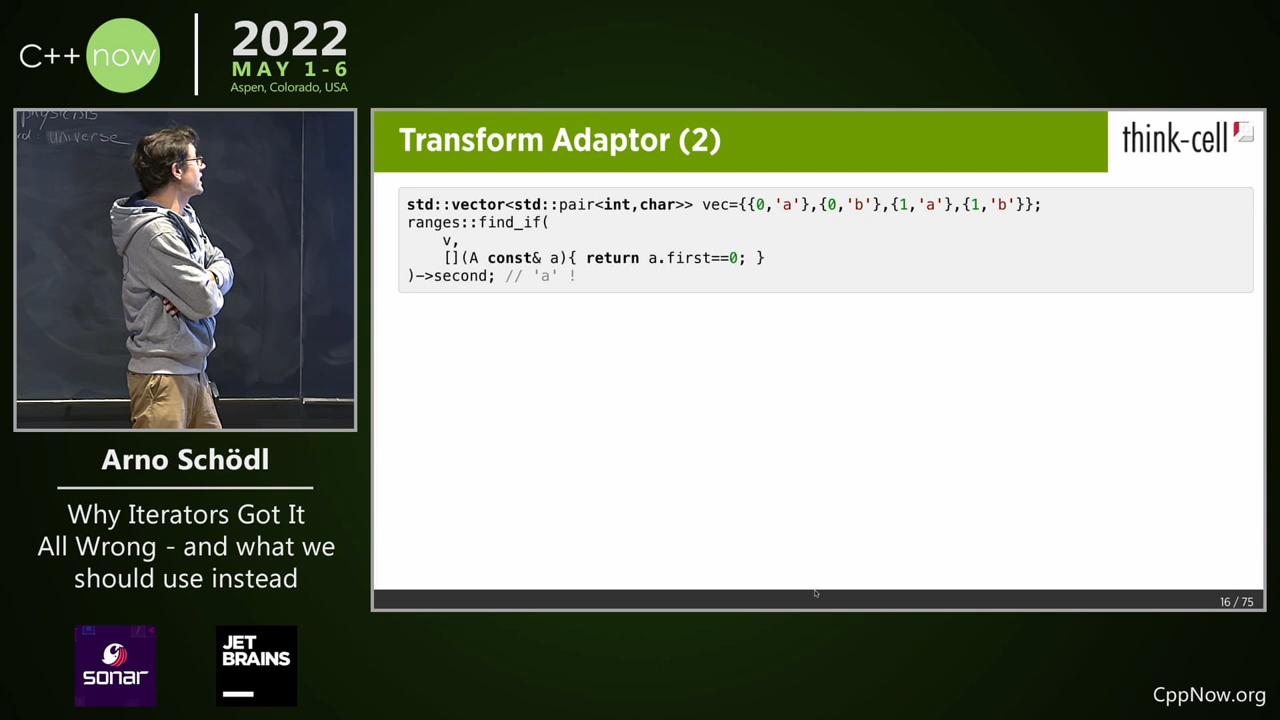 C++ now
2022
MAY 1-6
Aspen, Colorado, USA
physicists
universe
Arno Schödl
Why Iterators Got It
All Wrong - and what we
should use instead
sonar
JET
BRAINS
Transform Adaptor (2)
think-cell
std::vector<std::pair<int,char>> vec={{0,'a'},{0,'b'},{1,'a'},{1,'b'}};
ranges::find_if(
    v,
    [](A const& a){ return a.first==0; }
)->second; // 'a' !
16 / 75
CppNow.org